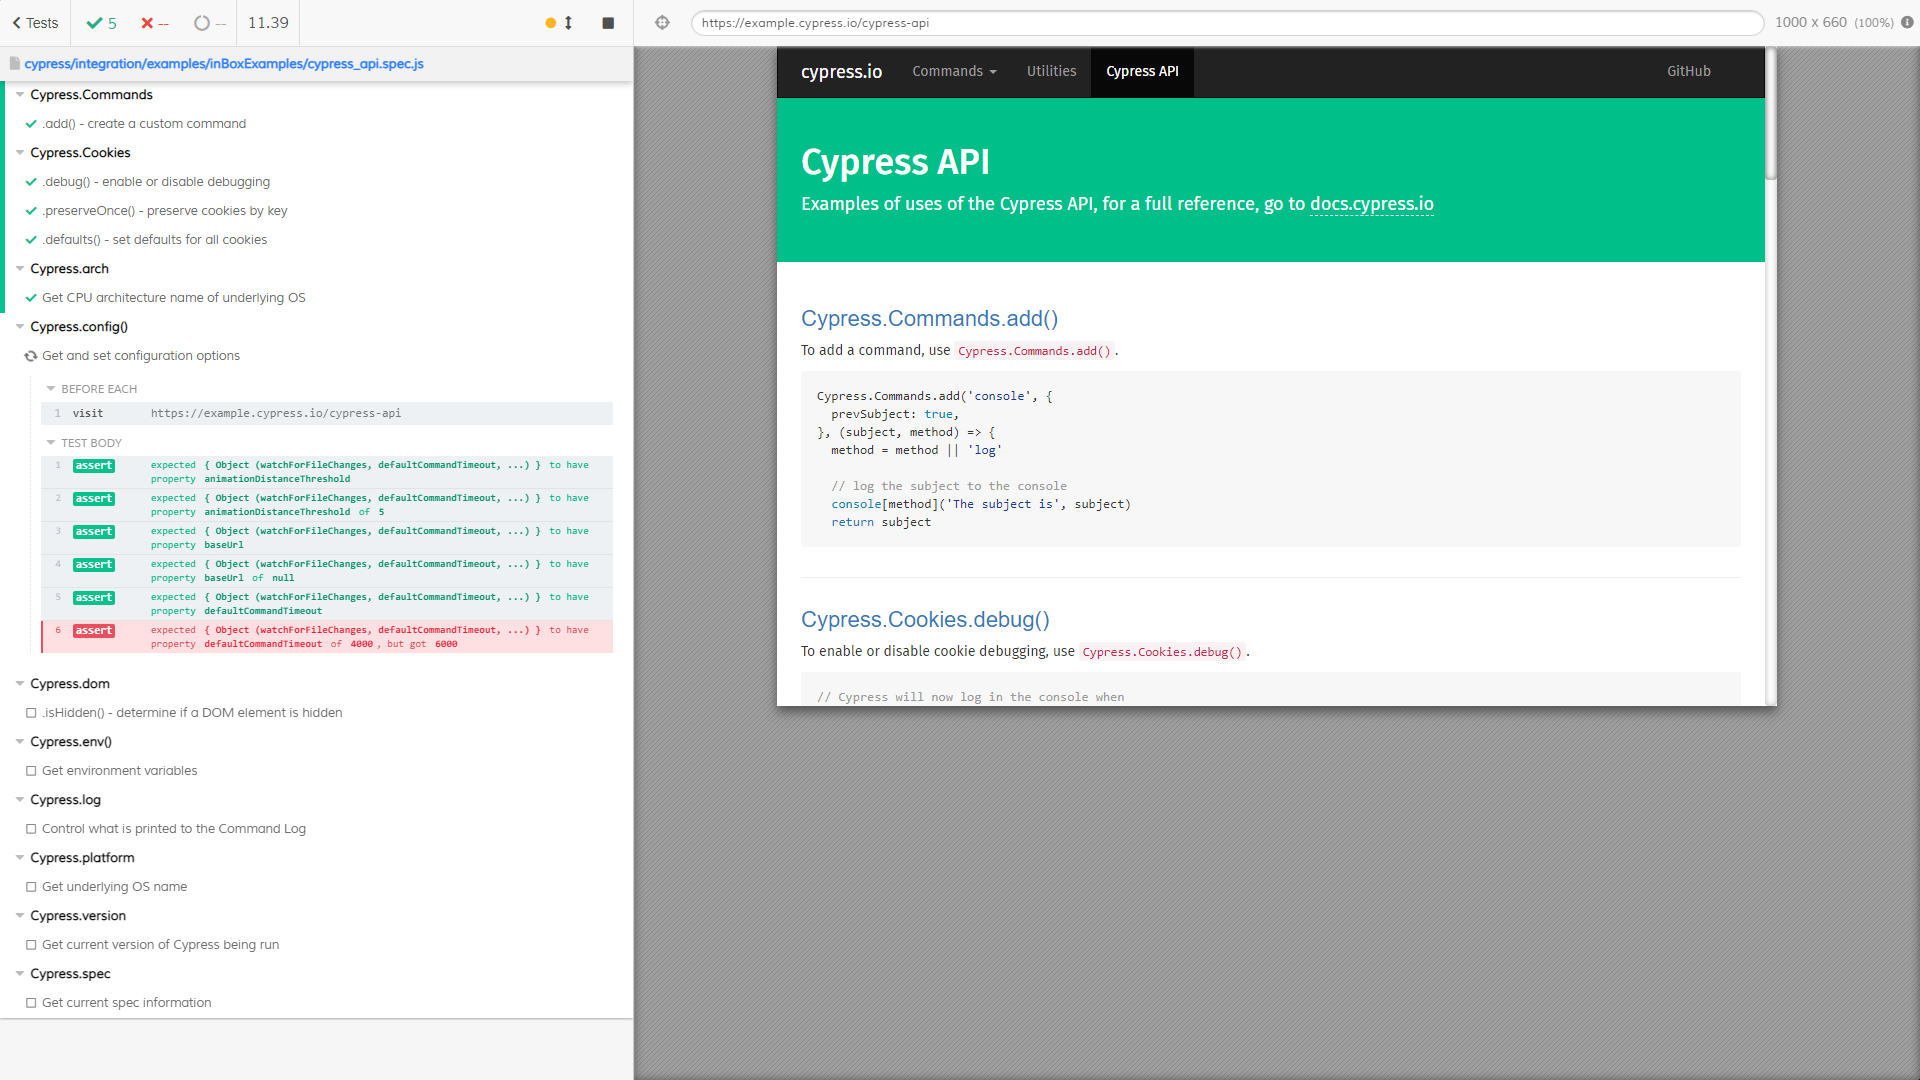 Tests
5
--
--
11.39
cypress/integration/examples/inBoxExamples/cypress_api.spec.js
Cypress.Commands
.add() - create a custom command
Cypress.Cookies
.debug() - enable or disable debugging
.preserveOnce() - preserve cookies by key
.defaults() - set defaults for all cookies
Cypress.arch
Get CPU architecture name of underlying OS
Cypress.config()
Get and set configuration options
BEFORE EACH
1 visit https://example.cypress.io/cypress-api
TEST BODY
1 assert expected { Object (watchForFileChanges, defaultCommandTimeout, ...) } to have
property animationDistanceThreshold
2 assert expected { Object (watchForFileChanges, defaultCommandTimeout, ...) } to have
property animationDistanceThreshold of 5
3 assert expected { Object (watchForFileChanges, defaultCommandTimeout, ...) } to have
property baseUrl
4 assert expected { Object (watchForFileChanges, defaultCommandTimeout, ...) } to have
property baseUrl of null
5 assert expected { Object (watchForFileChanges, defaultCommandTimeout, ...) } to have
property defaultCommandTimeout
6 assert expected { Object (watchForFileChanges, defaultCommandTimeout, ...) } to have
property defaultCommandTimeout of 4000, but got 6000
Cypress.dom
.isHidden() - determine if a DOM element is hidden
Cypress.env()
Get environment variables
Cypress.log
Control what is printed to the Command Log
Cypress.platform
Get underlying OS name
Cypress.version
Get current version of Cypress being run
Cypress.spec
Get current spec information
https://example.cypress.io/cypress-api
1000 x 660 (100%)
cypress.io Commands Utilities Cypress API GitHub
Cypress API
Examples of uses of the Cypress API, for a full reference, go to docs.cypress.io
Cypress.Commands.add()
To add a command, use Cypress.Commands.add().
Cypress.Commands.add('console', {
prevSubject: true,
}, (subject, method) => {
method = method || 'log'
// log the subject to the console
console[method]('The subject is', subject)
return subject
Cypress.Cookies.debug()
To enable or disable cookie debugging, use Cypress.Cookies.debug().
// Cypress will now log in the console when